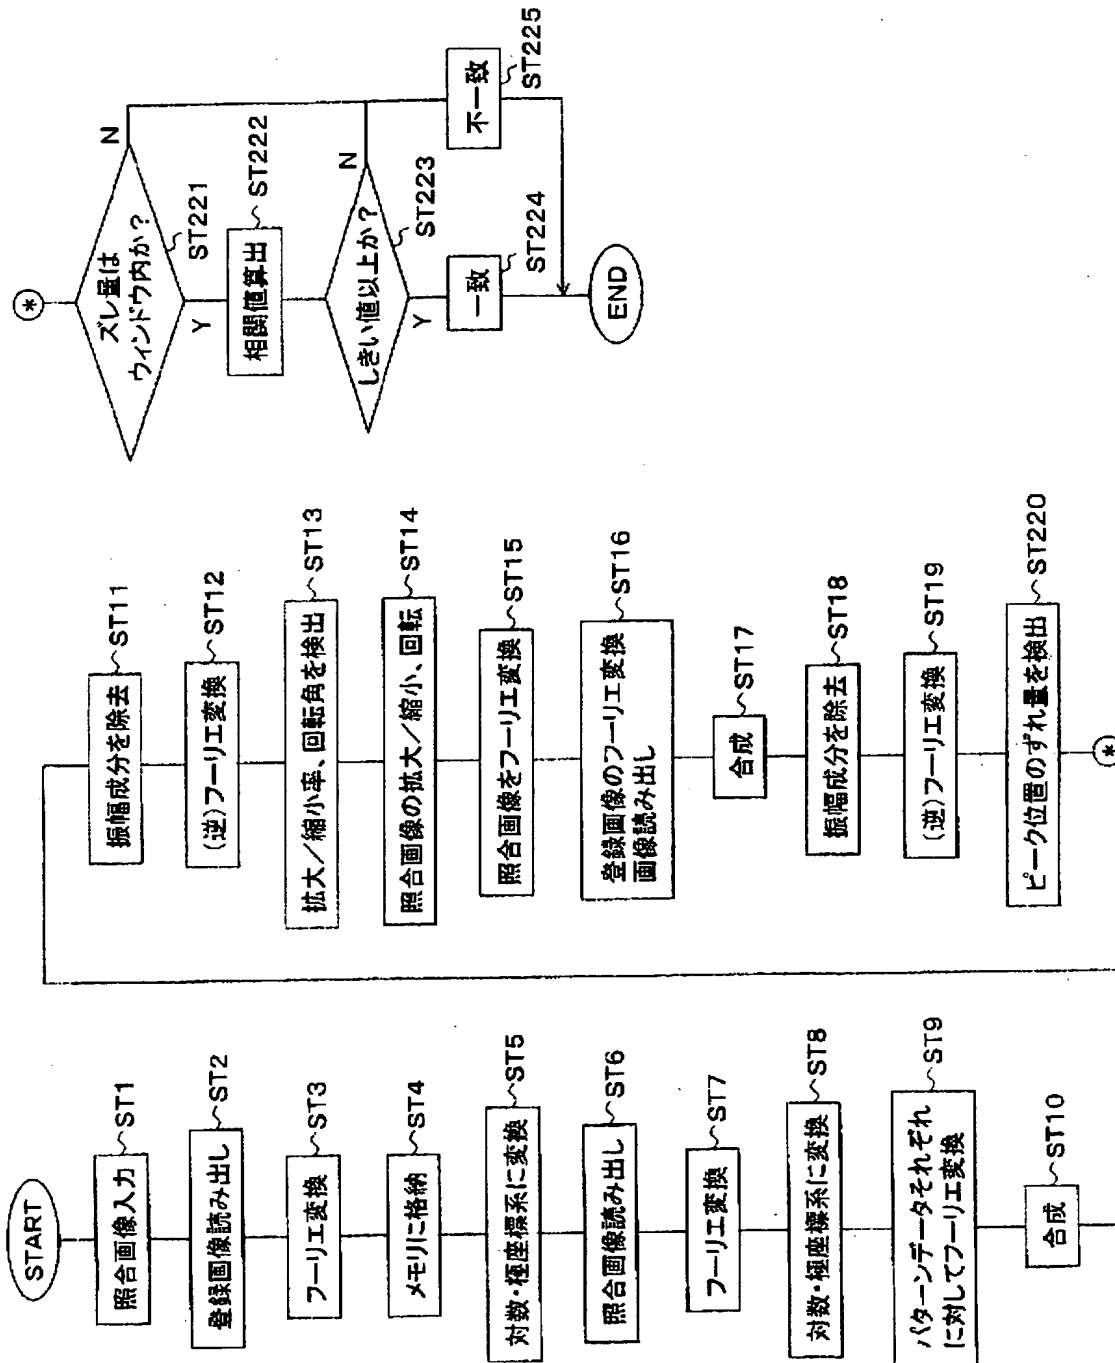 START
照合画像入力
ST1
登録画像読み出し
ST2
フーリエ変換
ST3
メモリに格納
ST4
対数・極座標系に変換
ST5
照合画像読み出し
ST6
フーリエ変換
ST7
対数・極座標系に変換
ST8
パターンデータそれぞれ
に対してフーリエ変換
ST9
合成
ST10
振幅成分を除去
ST11
(逆)フーリエ変換
ST12
拡大/縮小率、回転角を検出
ST13
照合画像の拡大/縮小、回転
ST14
照合画像をフーリエ変換
ST15
登録画像のフーリエ変換
画像読み出し
ST16
合成
ST17
振幅成分を除去
ST18
(逆)フーリエ変換
ST19
ピーク位置のずれ量を検出
ST220
*
*
ズレ量は
ウィンドウ内か?
ST221
N
Y
相関値算出
ST222
しきい値以上か?
ST223
N
Y
一致
ST224
不一致
ST225
END